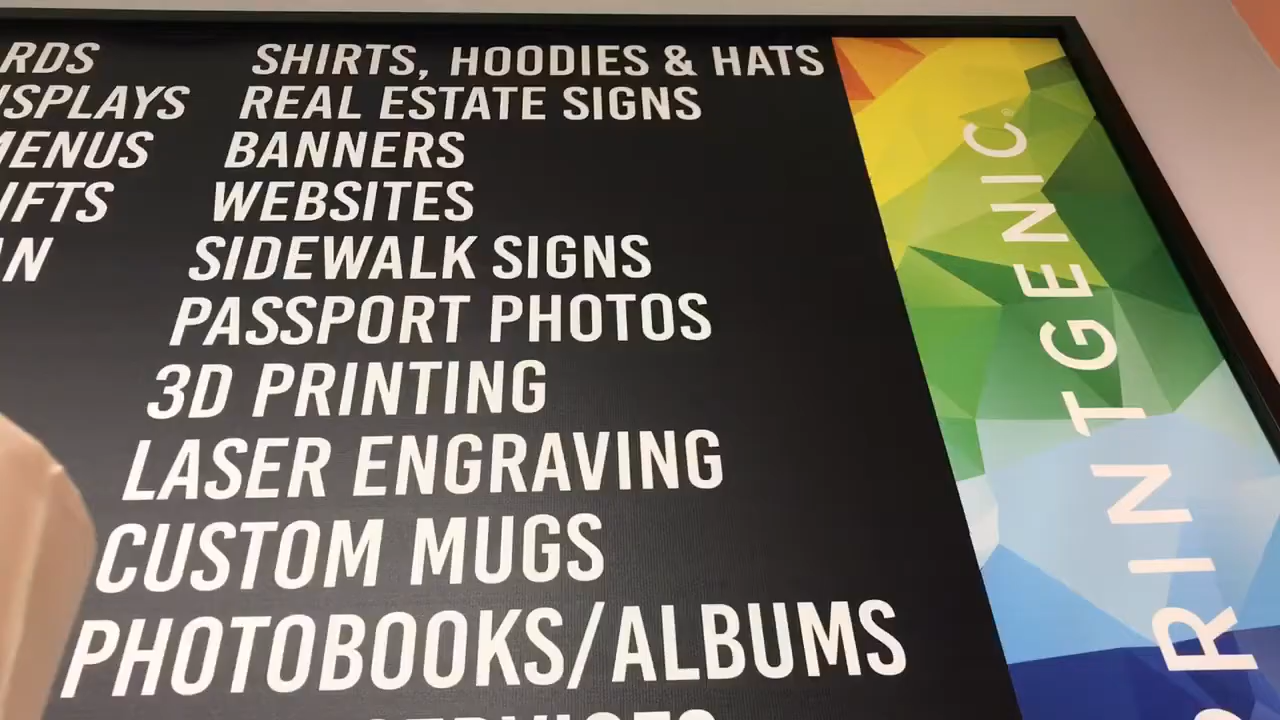 SHIRTS, HOODIES & HATS
REAL ESTATE SIGNS
BANNERS
WEBSITES
SIDEWALK SIGNS
PASSPORT PHOTOS
3D PRINTING
LASER ENGRAVING
CUSTOM MUGS
PHOTOBOOKS/ALBUMS
PRINTGENIC®